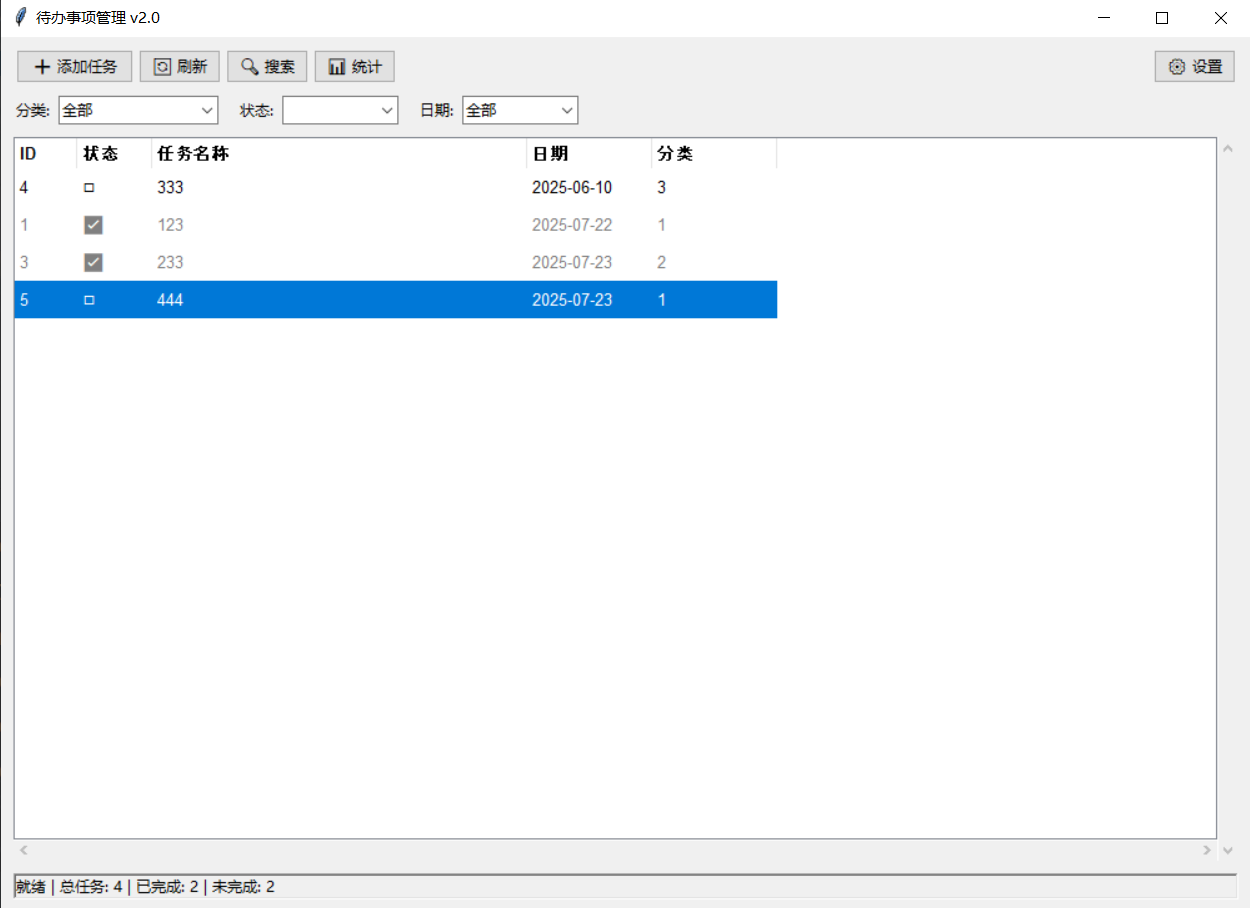 待办事项管理 v2.0
添加任务 刷新 搜索 统计 设置
分类: 全部 状态: 日期: 全部
ID 状态 任务名称 日期 分类
4 333 2025-06-10 3
1 123 2025-07-22 1
3 233 2025-07-23 2
5 444 2025-07-23 1
就绪 | 总任务: 4 | 已完成: 2 | 未完成: 2